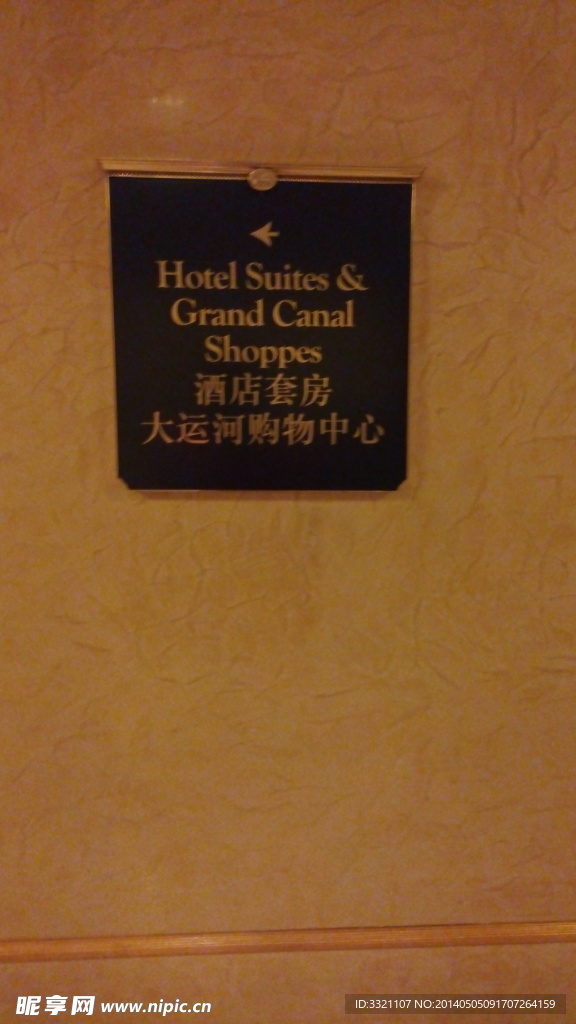 Hotel Suites &
Grand Canal
Shoppes
酒店套房
大运河购物中心
昵享网 www.nipic.cn
ID:3321107 NO:20140505091707264159